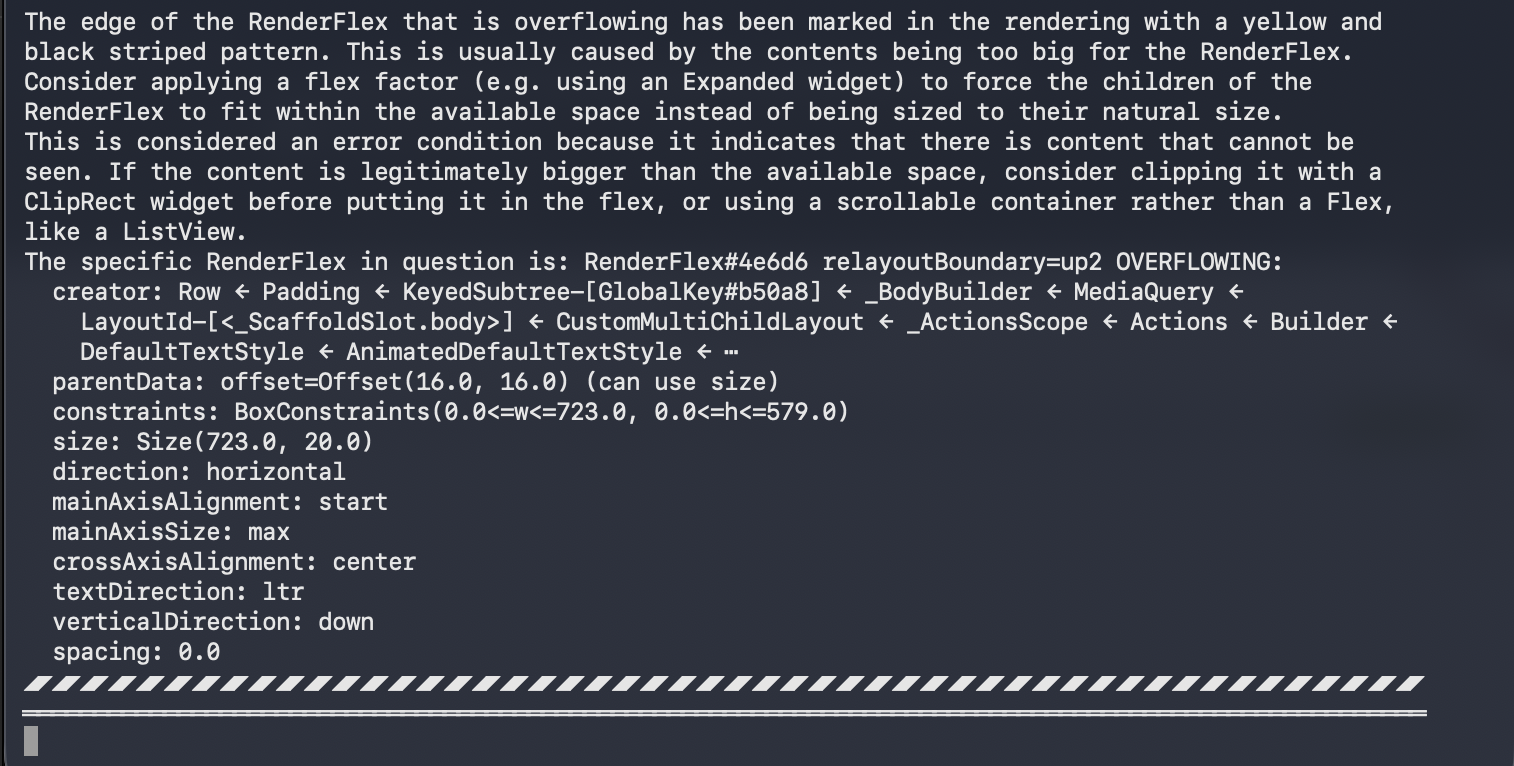 The edge of the RenderFlex that is overflowing has been marked in the rendering with a yellow and
black striped pattern. This is usually caused by the contents being too big for the RenderFlex.
Consider applying a flex factor (e.g. using an Expanded widget) to force the children of the
RenderFlex to fit within the available space instead of being sized to their natural size.
This is considered an error condition because it indicates that there is content that cannot be
seen. If the content is legitimately bigger than the available space, consider clipping it with a
ClipRect widget before putting it in the flex, or using a scrollable container rather than a Flex,
like a ListView.
The specific RenderFlex in question is: RenderFlex#4e6d6 relayoutBoundary=up2 OVERFLOWING:
  creator: Row ← Padding ← KeyedSubtree-[GlobalKey#b50a8] ← _BodyBuilder ← MediaQuery ←
    LayoutId-[<_ScaffoldSlot.body>] ← CustomMultiChildLayout ← _ActionsScope ← Actions ← Builder ←
    DefaultTextStyle ← AnimatedDefaultTextStyle ← ⋯
  parentData: offset=Offset(16.0, 16.0) (can use size)
  constraints: BoxConstraints(0.0<=w<=723.0, 0.0<=h<=579.0)
  size: Size(723.0, 20.0)
  direction: horizontal
  mainAxisAlignment: start
  mainAxisSize: max
  crossAxisAlignment: center
  textDirection: ltr
  verticalDirection: down
  spacing: 0.0